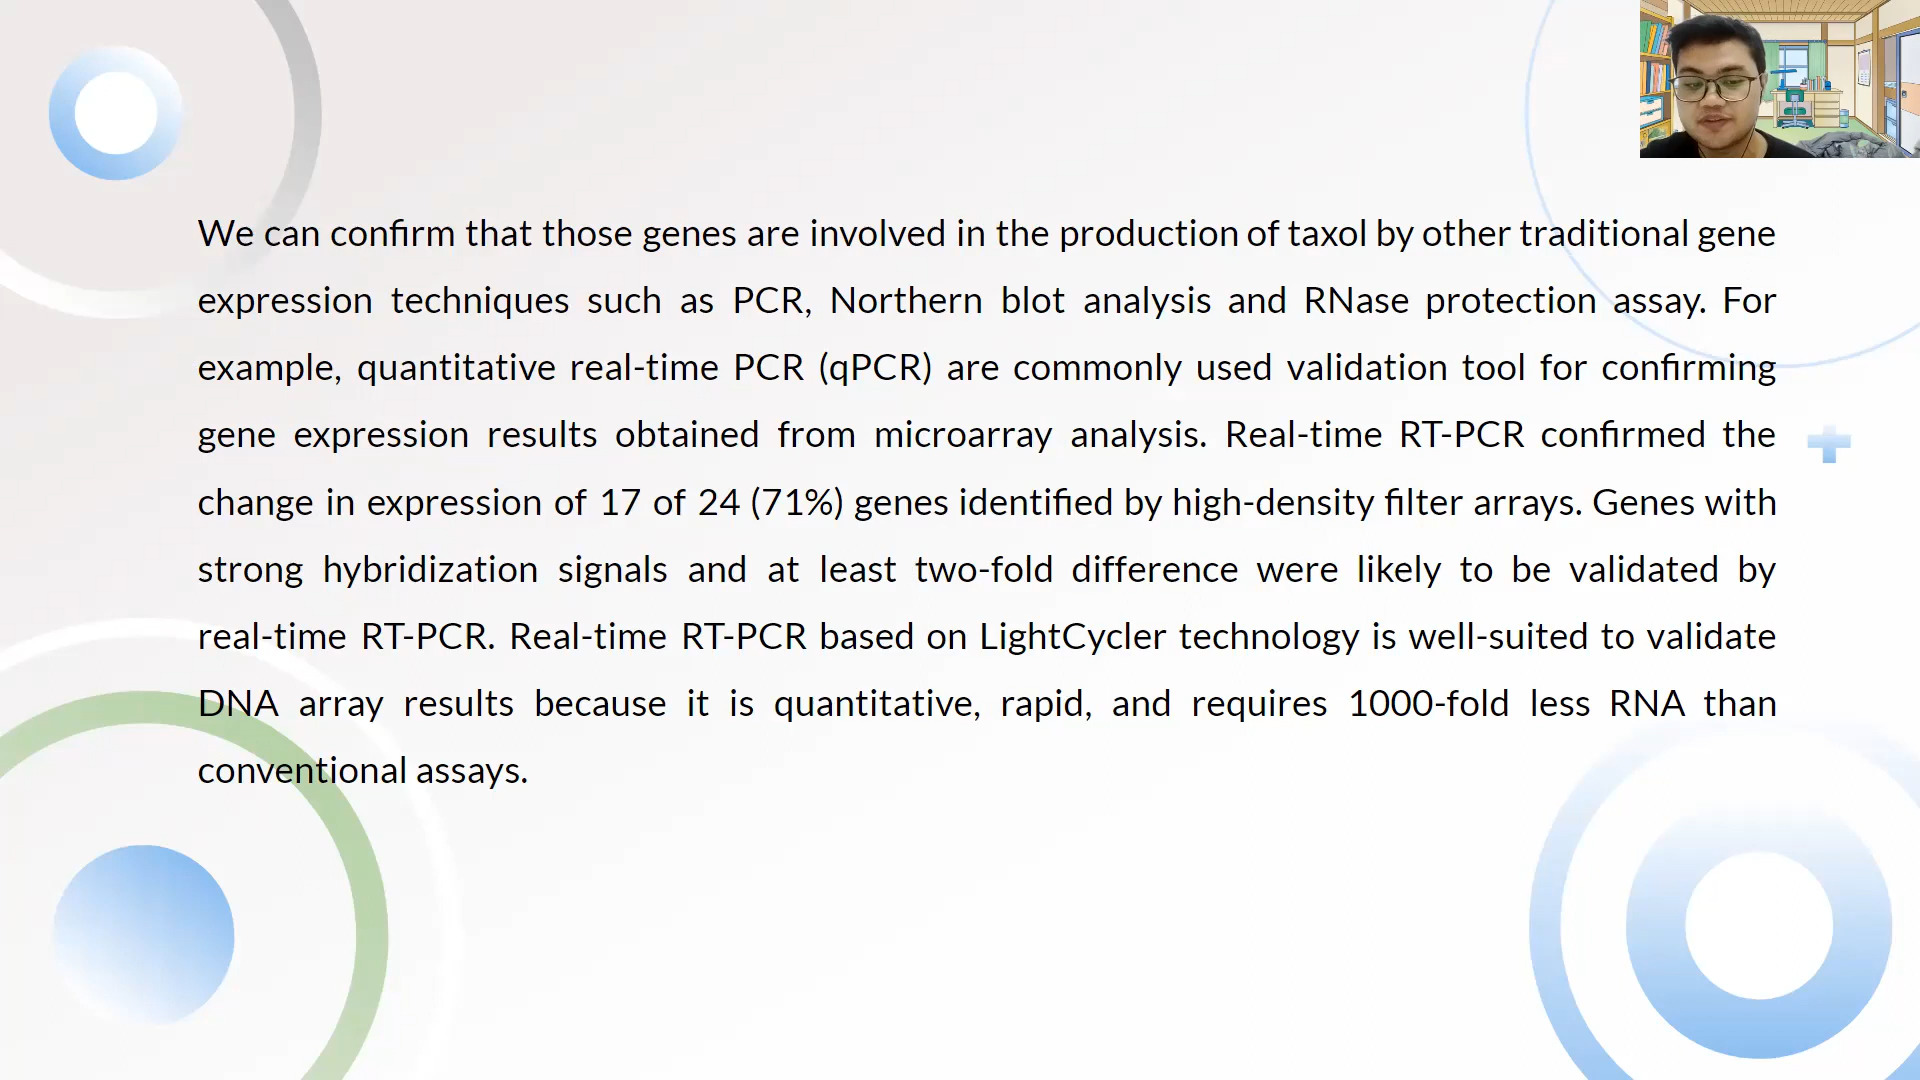 We can confirm that those genes are involved in the production of taxol by other traditional gene
expression techniques such as PCR, Northern blot analysis and RNase protection assay. For
example, quantitative real-time PCR (qPCR) are commonly used validation tool for confirming
gene expression results obtained from microarray analysis. Real-time RT-PCR confirmed the
change in expression of 17 of 24 (71%) genes identified by high-density filter arrays. Genes with
strong hybridization signals and at least two-fold difference were likely to be validated by
real-time RT-PCR. Real-time RT-PCR based on LightCycler technology is well-suited to validate
DNA array results because it is quantitative, rapid, and requires 1000-fold less RNA than
conventional assays.